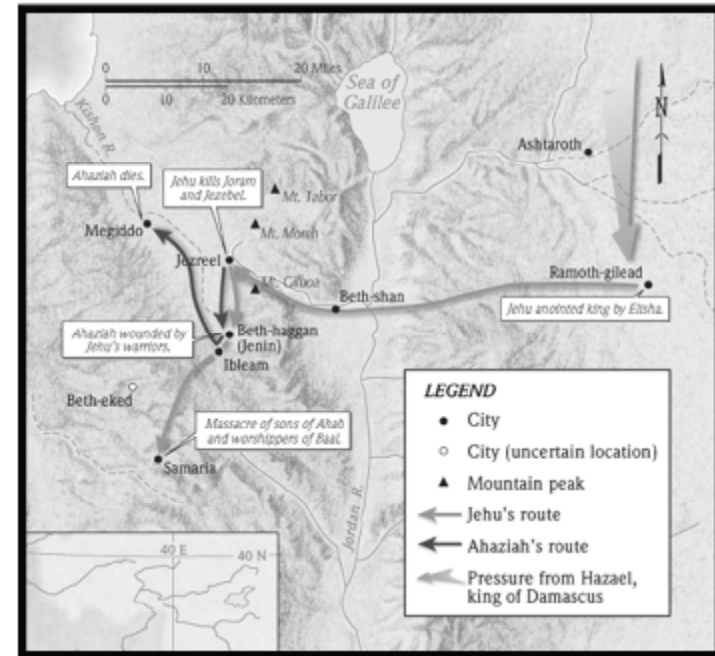 0 10 20 Miles
0 10 20 Kilometers
Kishon R.
Sea of
Galilee
N
Ashtaroth
Ahaziah dies.
Jehu kills Joram
and Jezebel.
Mt. Tabor
Megiddo
Mt. Moreh
Jezreel
Mt. Gilboa
Ramoth-gilead
Beth-shan
Jehu anointed king by Elisha.
Ahaziah wounded by
Jehu's warriors.
Beth-haggan
(Jenin)
Ibleam
Beth-eked
Massacre of sons of Ahab
and worshippers of Baal.
Samaria
Jordan R.
LEGEND
City
City (uncertain location)
Mountain peak
Jehu's route
Ahaziah's route
Pressure from Hazael,
king of Damascus
40 E
40 N